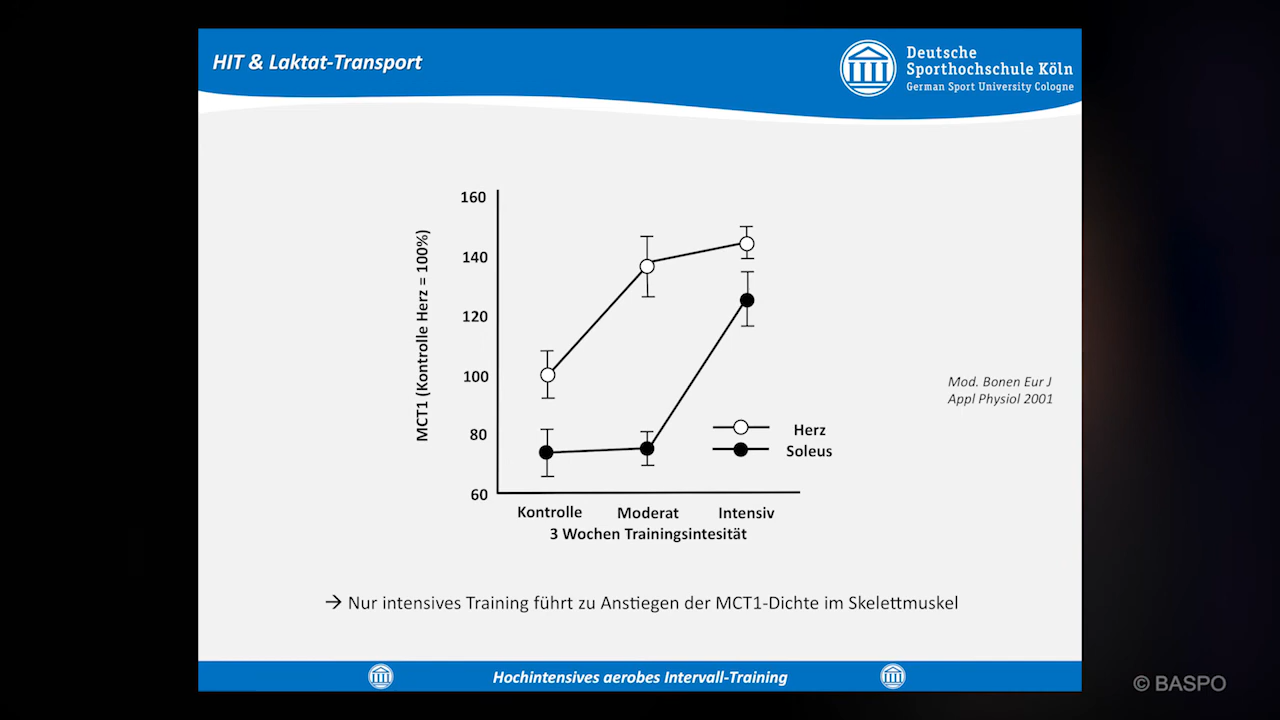 HIT & Laktat-Transport
Deutsche
Sporthochschule Köln
German Sport University Cologne
160
140
120
100
80
60
MCT1 (Kontrolle Herz = 100%)
Mod. Bonen Eur J
Appl Physiol 2001
Herz
Soleus
Kontrolle Moderat Intensiv
3 Wochen Trainingsintesität
→ Nur intensives Training führt zu Anstiegen der MCT1-Dichte im Skelettmuskel
Hochintensives aerobes Intervall-Training
© BASPO